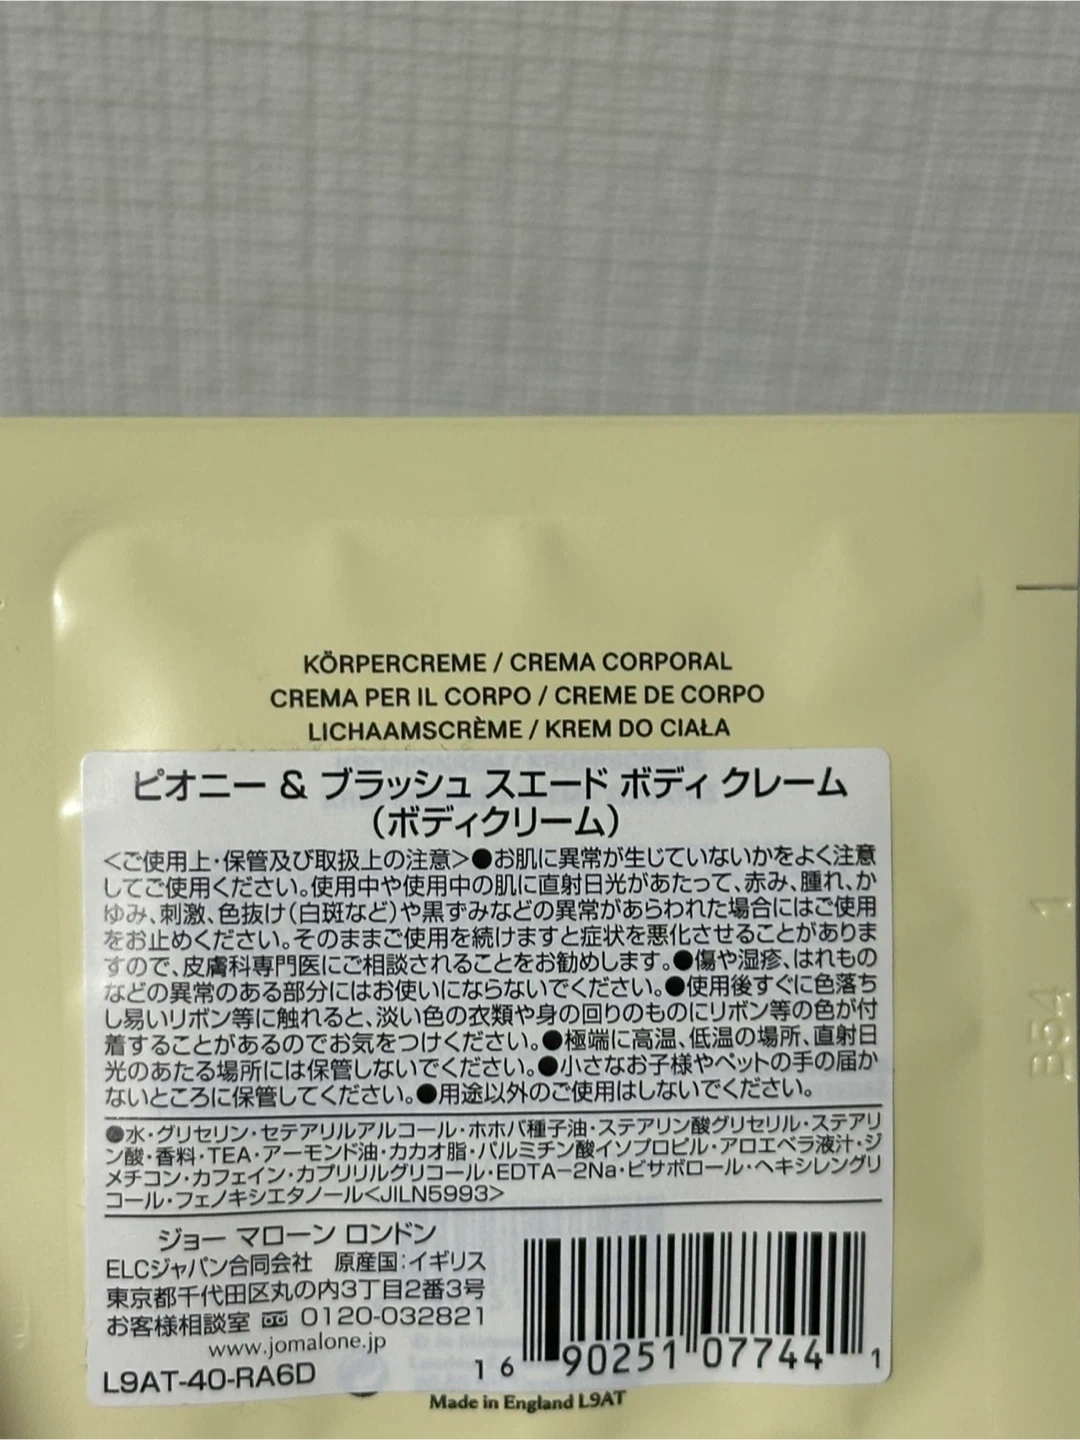 KÖRPERCREME / CREMA CORPORAL
CREMA PER IL CORPO / CREME DE CORPO
LICHAAMSCRÈME / KREM DO CIAŁA
ピオニー & ブラッシュ スエード ボディ クレーム
（ボディクリーム）
＜ご使用上・保管及び取扱上の注意＞●お肌に異常が生じていないかをよく注意
してご使用ください。使用中や使用中の肌に直射日光があたって、赤み、腫れ、か
ゆみ、刺激、色抜け（白斑など）や黒ずみなどの異常があらわれた場合にはご使用
をお止めください。そのままご使用を続けますと症状を悪化させることがありま
すので、皮膚科専門医にご相談されることをお勧めします。●傷や湿疹、はれもの
などの異常のある部分にはお使いにならないでください。●使用後すぐに色落ち
し易いリボン等に触れると、淡い色の衣類や身の回りのものにリボン等の色が付
着することがあるのでお気をつけください。●極端に高温、低温の場所、直射日
光のあたる場所には保管しないでください。●小さなお子様やペットの手の届か
ないところに保管してください。●用途以外のご使用はしないでください。
●水・グリセリン・セテアリルアルコール・ホホバ種子油・ステアリン酸グリセリル・ステアリ
ン酸・香料・TEA・アーモンド油・カカオ脂・パルミチン酸イソプロピル・アロエベラ液汁・ジ
メチコン・カフェイン・カプリリルグリコール・EDTA−2Na・ビサボロール・ヘキシレングリ
コール・フェノキシエタノール＜JILN5993＞
ジョー マローン ロンドン
ELCジャパン合同会社 原産国：イギリス
東京都千代田区丸の内3丁目2番3号
お客様相談室 0120-032821
www.jomalone.jp
L9AT-40-RA6D
16 90251 07744 1
Made in England L9AT
B54 1